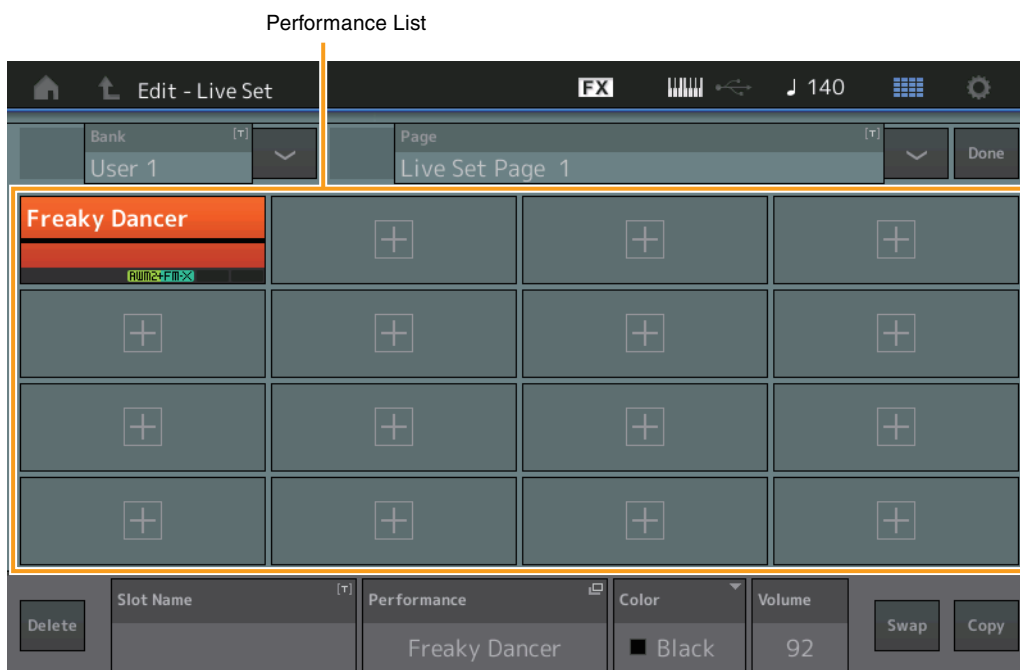 Performance List
Edit - Live Set
FX
♩ 140
Bank
[T]
Page
[T]
User 1
Live Set Page 1
Done
Freaky Dancer
AWM2+FM-X
Slot Name
[T]
Performance
Color
Volume
Delete
Freaky Dancer
Black
92
Swap
Copy